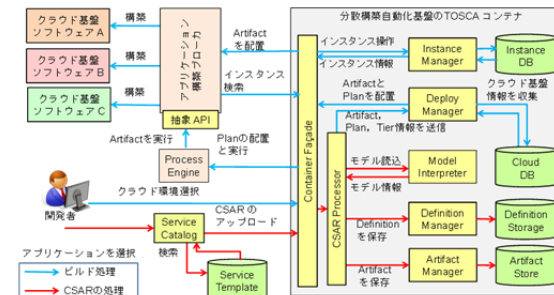 分散構築自動化基盤のTOSCA コンテナ
クラウド基盤
ソフトウェア A
クラウド基盤
ソフトウェア B
クラウド基盤
ソフトウェア C
構築
構築
構築
アプリケーション
構築ブローカ
抽象 API
Artifact
を配置
インスタンス
検索
Artifactを実行
Planの配置
と実行
Process
Engine
クラウド環境選択
開発者
CSAR の
アップロード
Service
Catalog
検索
Service
Template
アプリケーションを選択
ビルド処理
CSARの処理
Container Façade
CSAR Processor
インスタンス操作
インスタンス情報
Instance
Manager
Instance
DB
Artifactと
Planを配置
Deploy
Manager
クラウド基盤
情報を収集
Artifact,
Plan, Tier情報を送信
モデル読込
モデル情報
Model
Interpreter
Cloud
DB
Definition
を保存
Definition
Manager
Definition
Storage
Artifact
を保存
Artifact
Manager
Artifact
Store